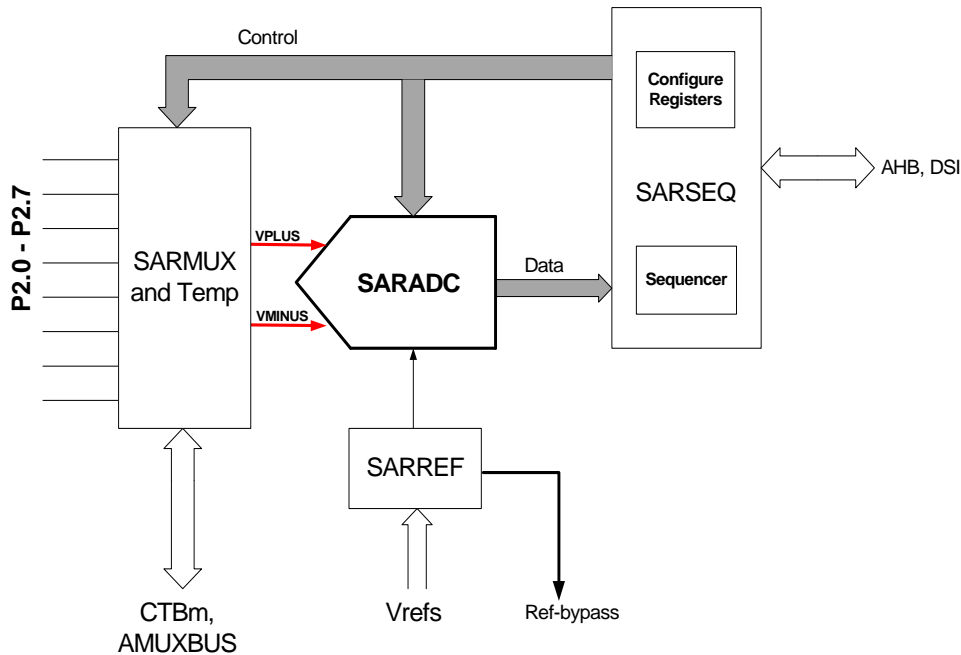 Control
Configure
Registers
P2.0 - P2.7
SARMUX
and Temp
VPLUS
VMINUS
SARADC
Data
SARSEQ
Sequencer
AHB, DSI
SARREF
CTBm,
AMUXBUS
Vrefs
Ref-bypass